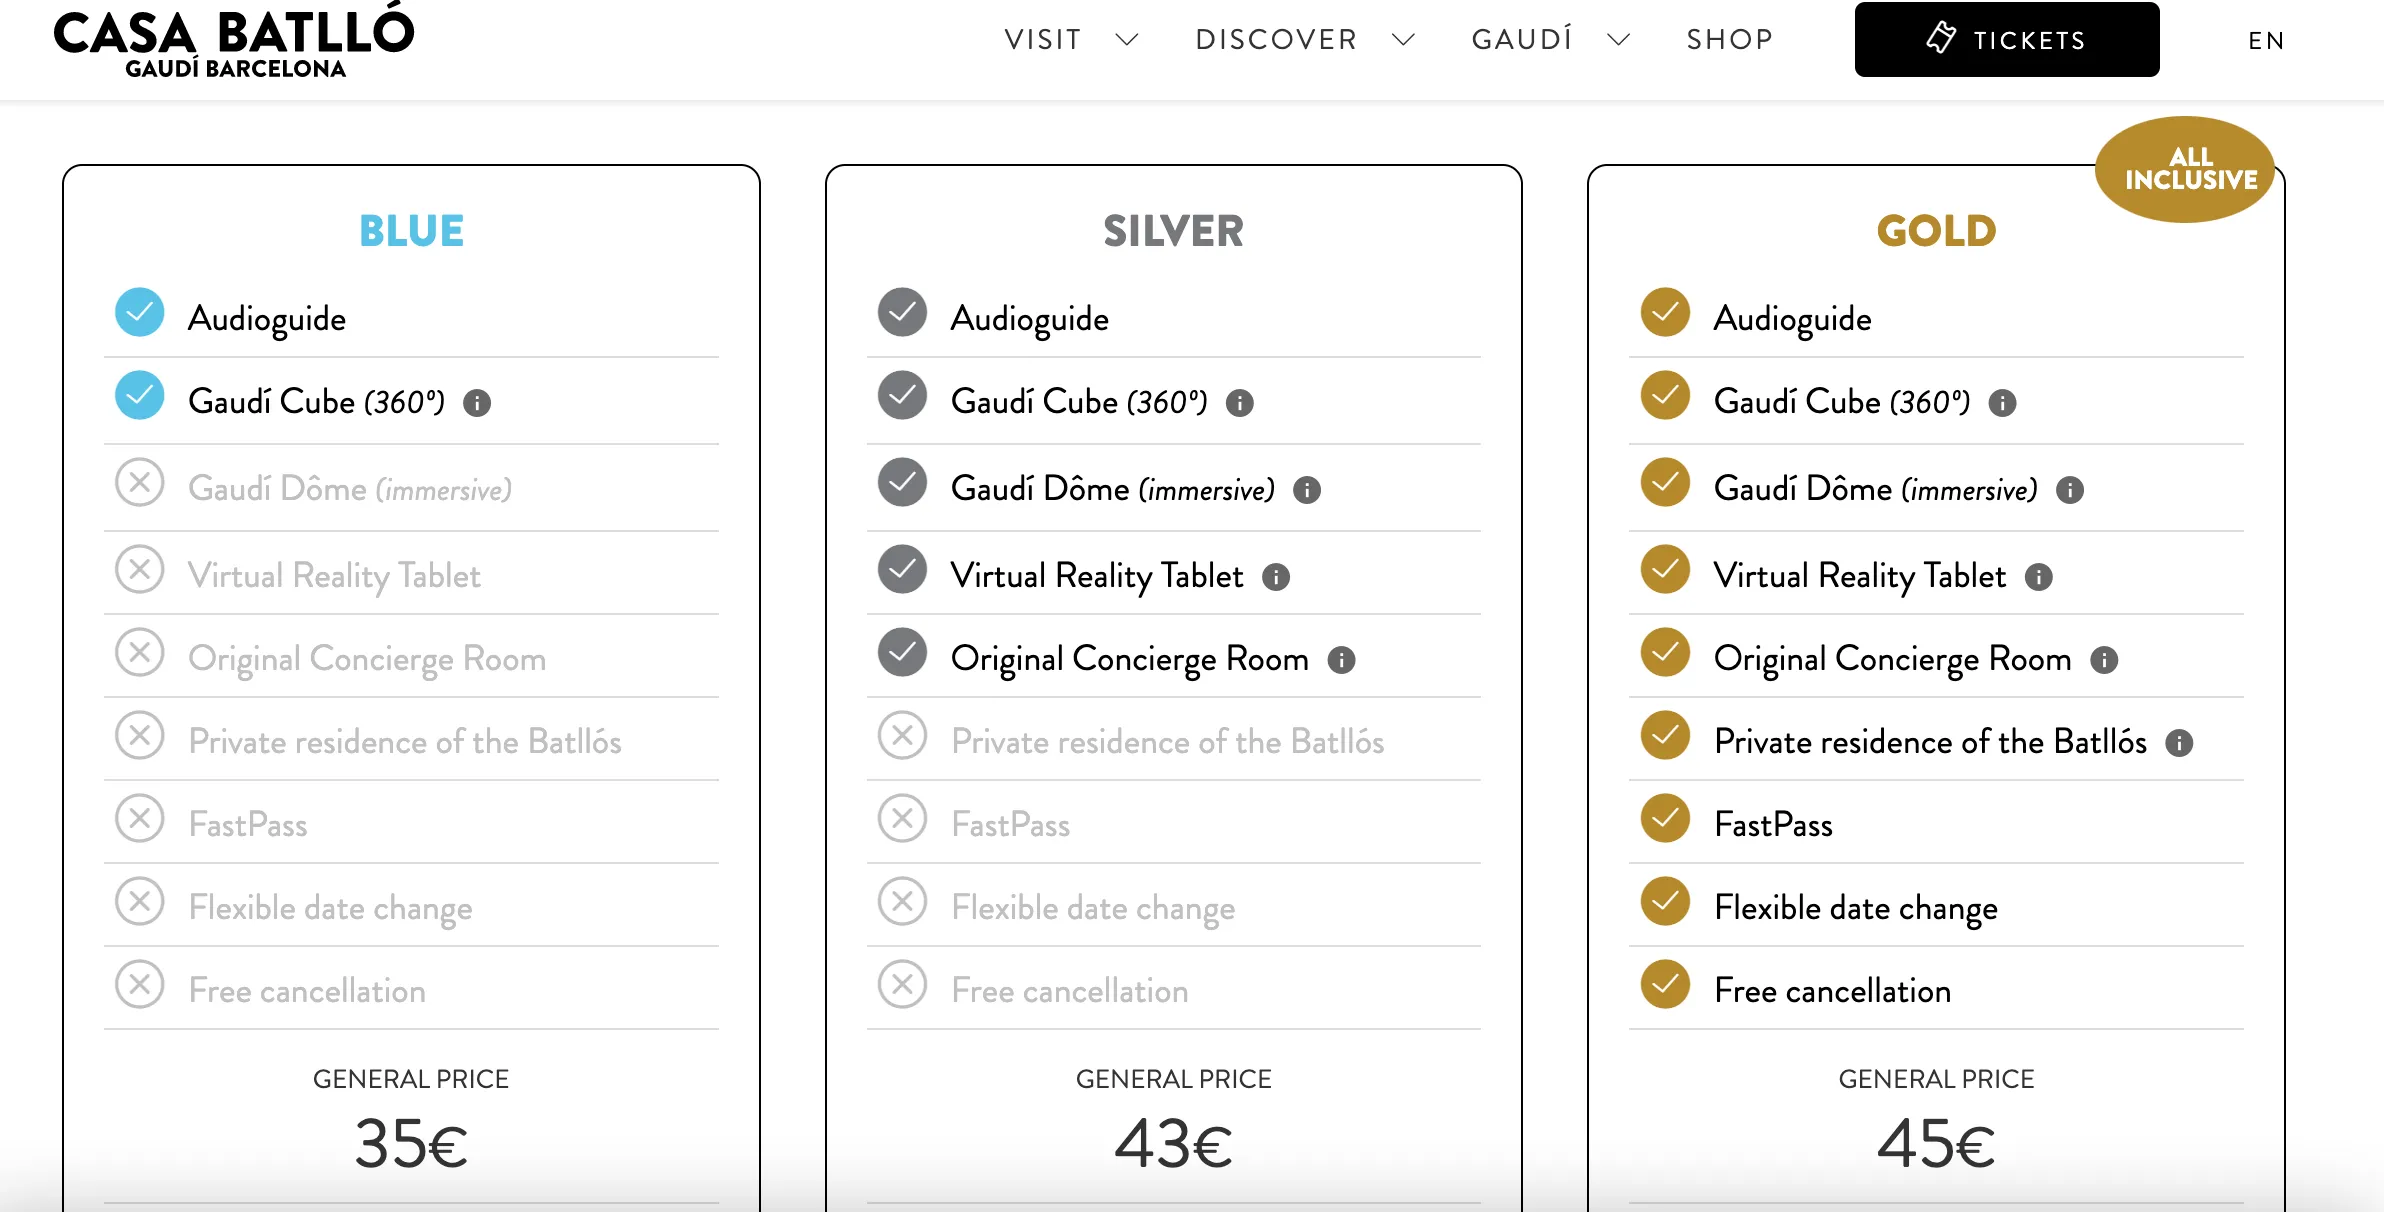 CASA BATLLÓ
GAUDÍ BARCELONA
VISIT
DISCOVER
GAUDÍ
SHOP
TICKETS
EN
BLUE
Audioguide
Gaudí Cube (360º)
Gaudí Dôme (immersive)
Virtual Reality Tablet
Original Concierge Room
Private residence of the Batllós
FastPass
Flexible date change
Free cancellation
GENERAL PRICE
35€
SILVER
Audioguide
Gaudí Cube (360º)
Gaudí Dôme (immersive)
Virtual Reality Tablet
Original Concierge Room
Private residence of the Batllós
FastPass
Flexible date change
Free cancellation
GENERAL PRICE
43€
ALL
INCLUSIVE
GOLD
Audioguide
Gaudí Cube (360º)
Gaudí Dôme (immersive)
Virtual Reality Tablet
Original Concierge Room
Private residence of the Batllós
FastPass
Flexible date change
Free cancellation
GENERAL PRICE
45€